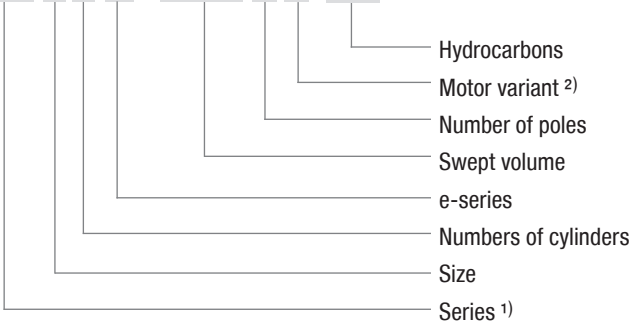 Hydrocarbons
Motor variant ²⁾
Number of poles
Swept volume
e-series
Numbers of cylinders
Size
Series ¹⁾